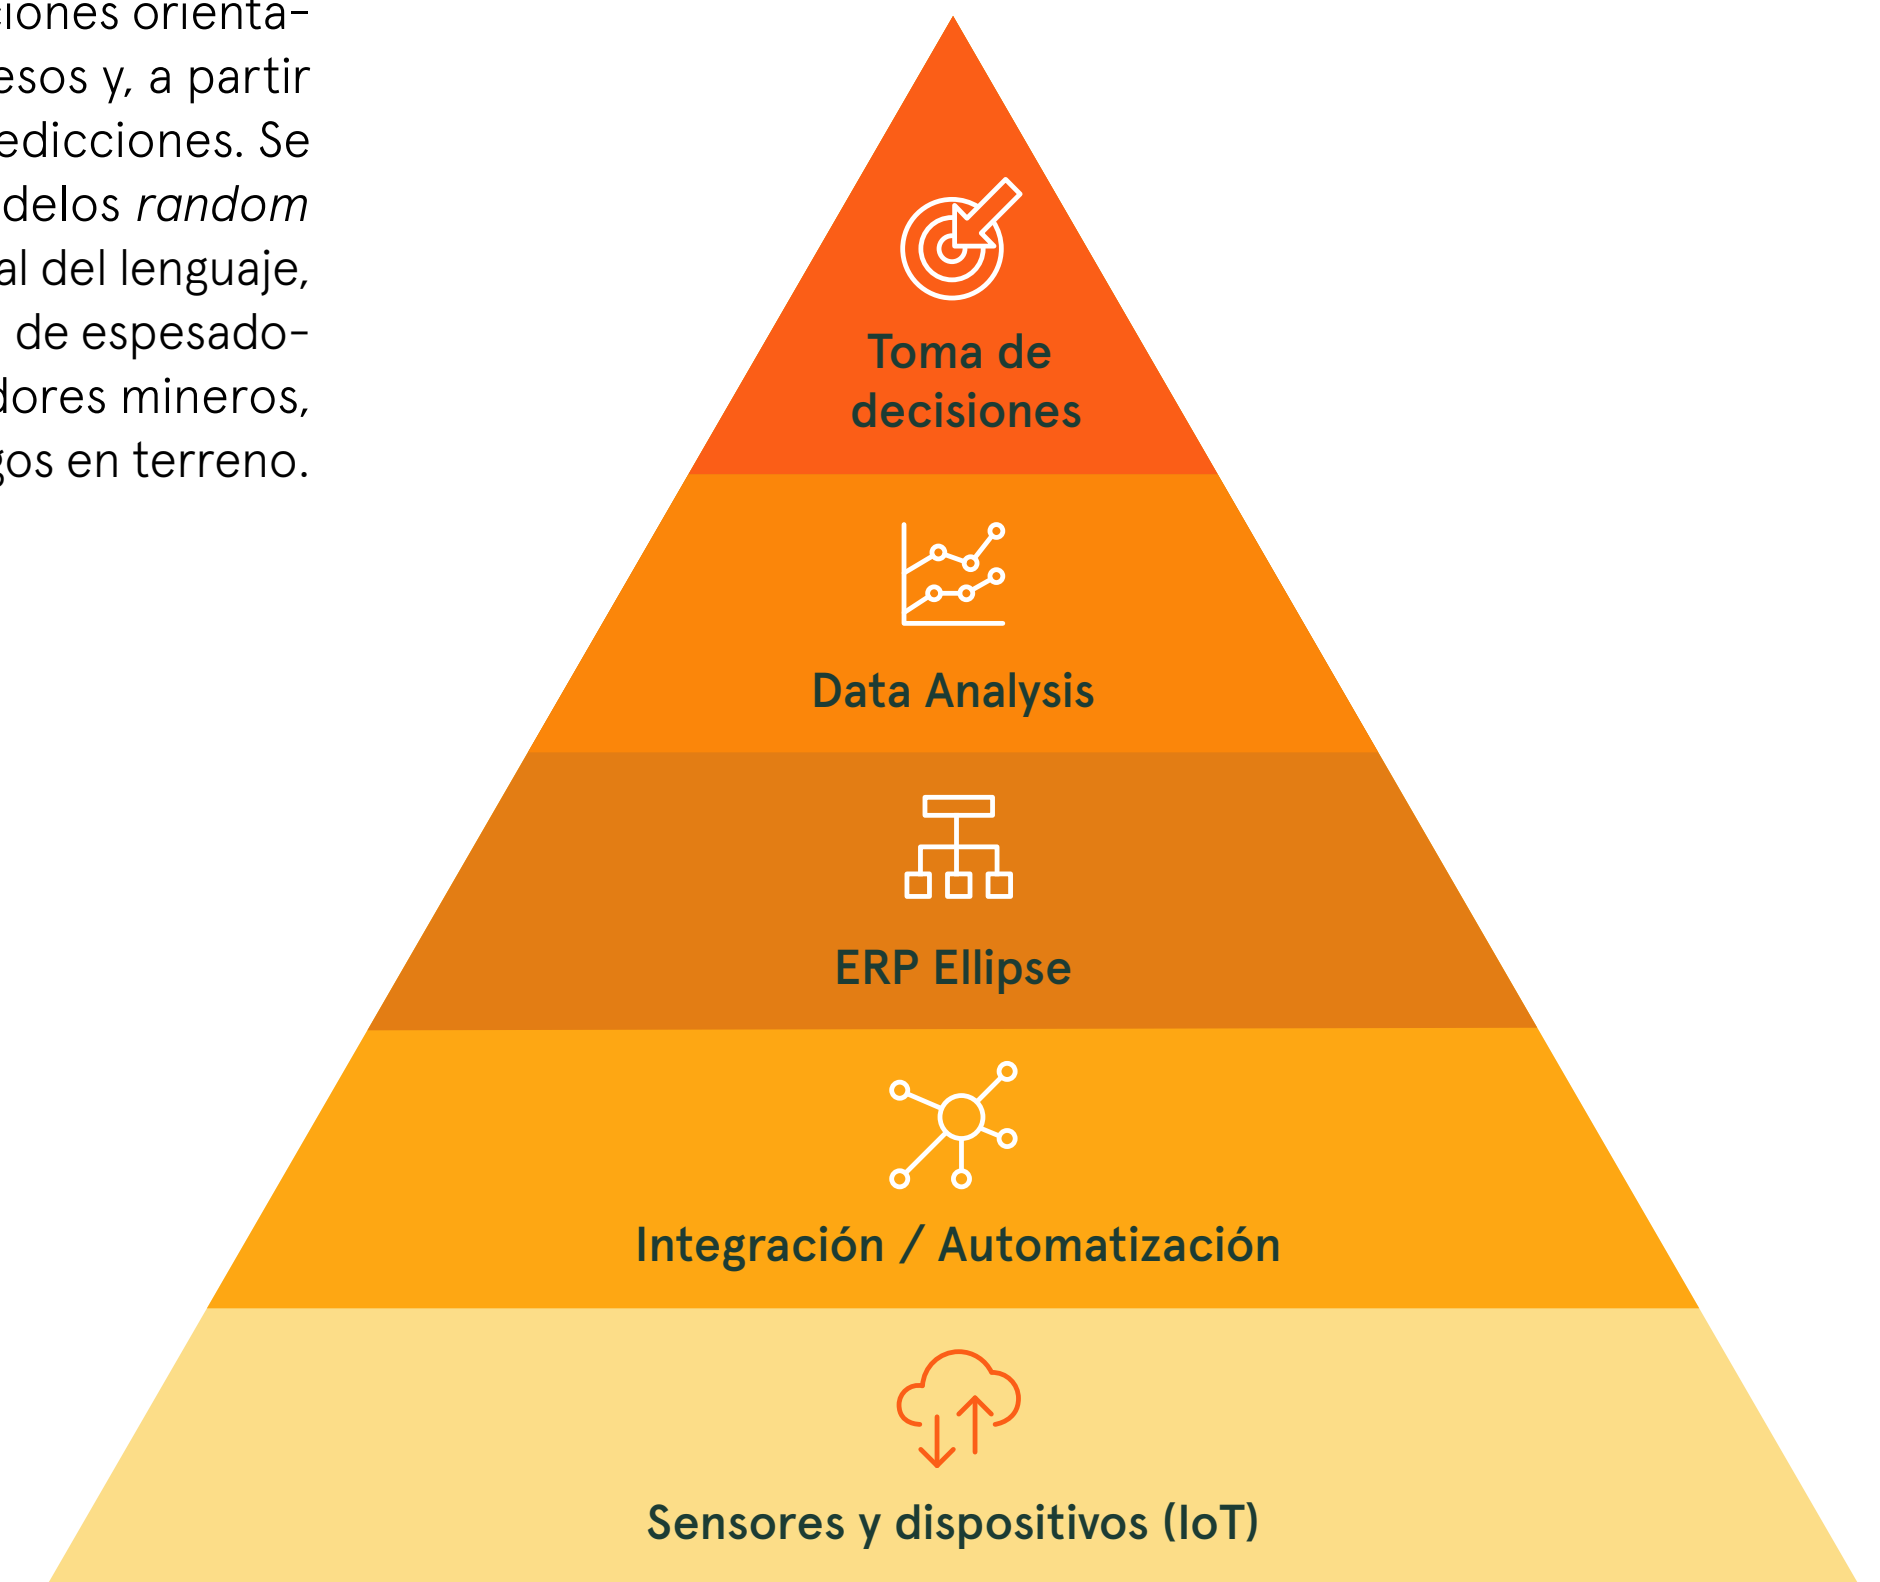 ciones orienta-
esos y, a partir
edicciones. Se
delos random
al del lenguaje,
de espesado-
dores mineros,
gos en terreno.
Toma de
decisiones
Data Analysis
ERP Ellipse
Integración / Automatización
Sensores y dispositivos (IoT)